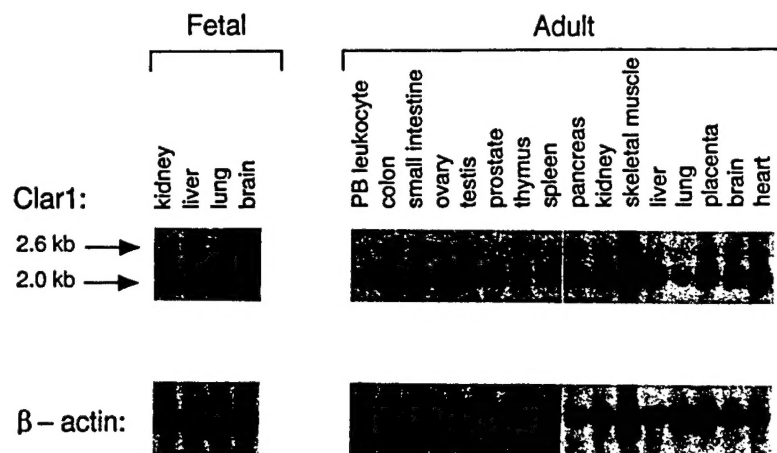 Fetal
Adult
Clar1:
kidney
liver
lung
brain
PB leukocyte
colon
small intestine
ovary
testis
prostate
thymus
spleen
pancreas
kidney
skeletal muscle
liver
lung
placenta
brain
heart
2.6 kb
2.0 kb
β – actin: